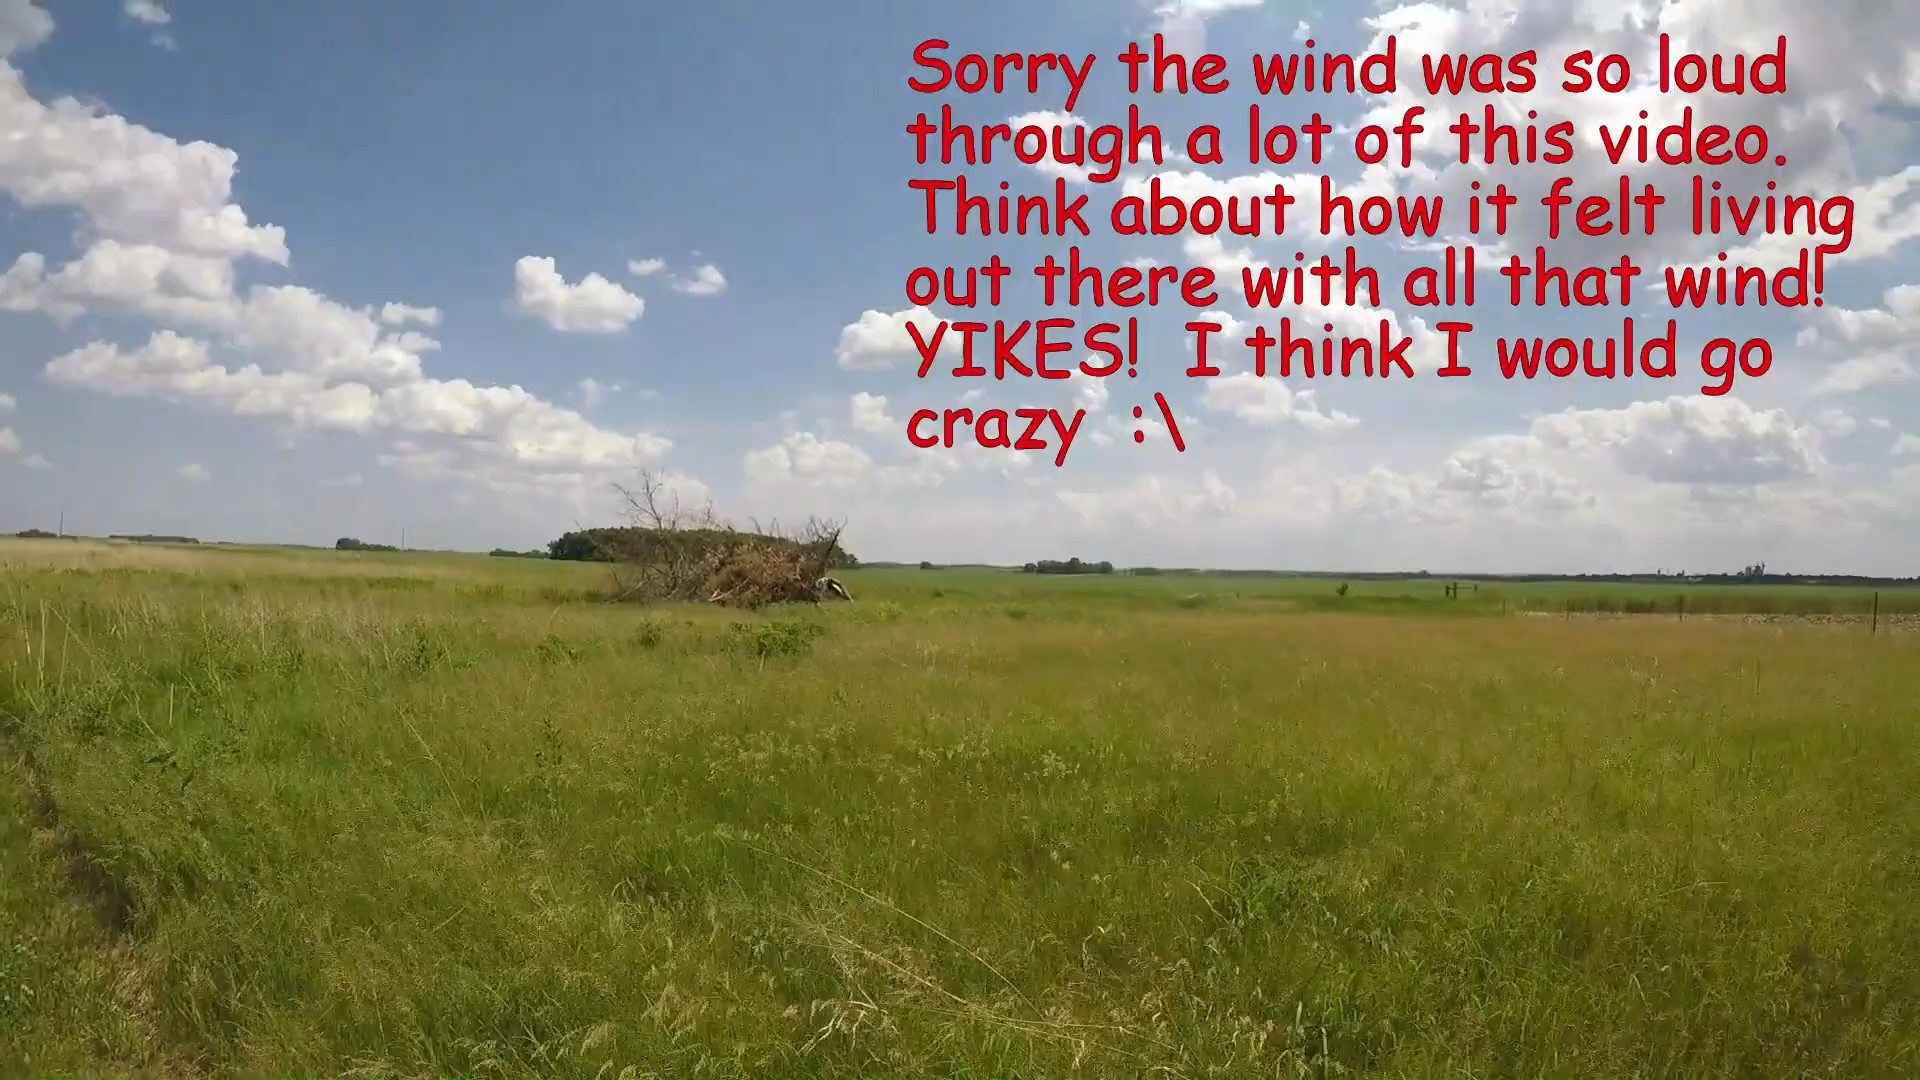 Sorry the wind was so loud
through a lot of this video.
Think about how it felt living
out there with all that wind!
YIKES!  I think I would go
crazy  :\